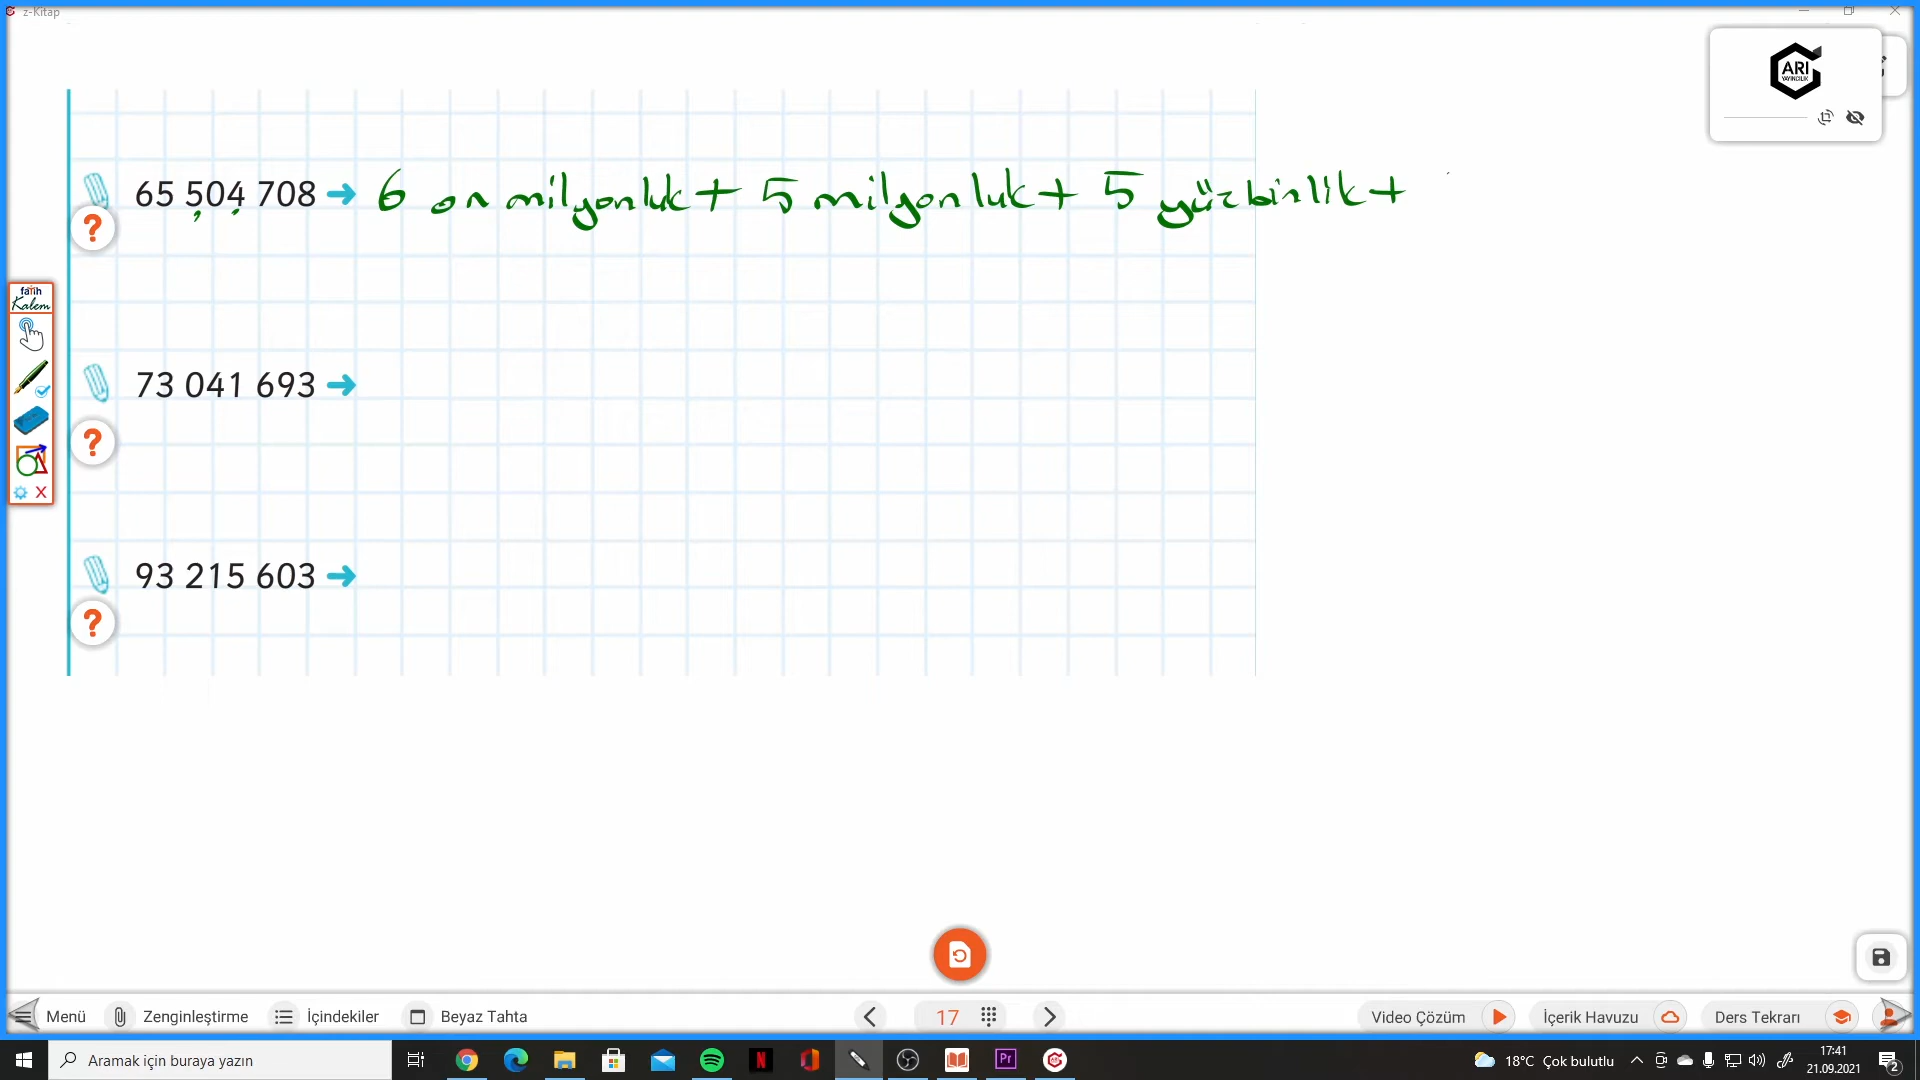 z-Kitap
ARI
YAYINCILIK
65 504 708 → 6 on milyonluk + 5 milyonluk + 5 yüzbinlik +
?
fatih
Kalem
73 041 693 →
?
93 215 603 →
?
Menü Zenginleştirme İçindekiler Beyaz Tahta 17 Video Çözüm İçerik Havuzu Ders Tekrarı
Aramak için buraya yazın 18°C Çok bulutlu 17:41
21.09.2021 2